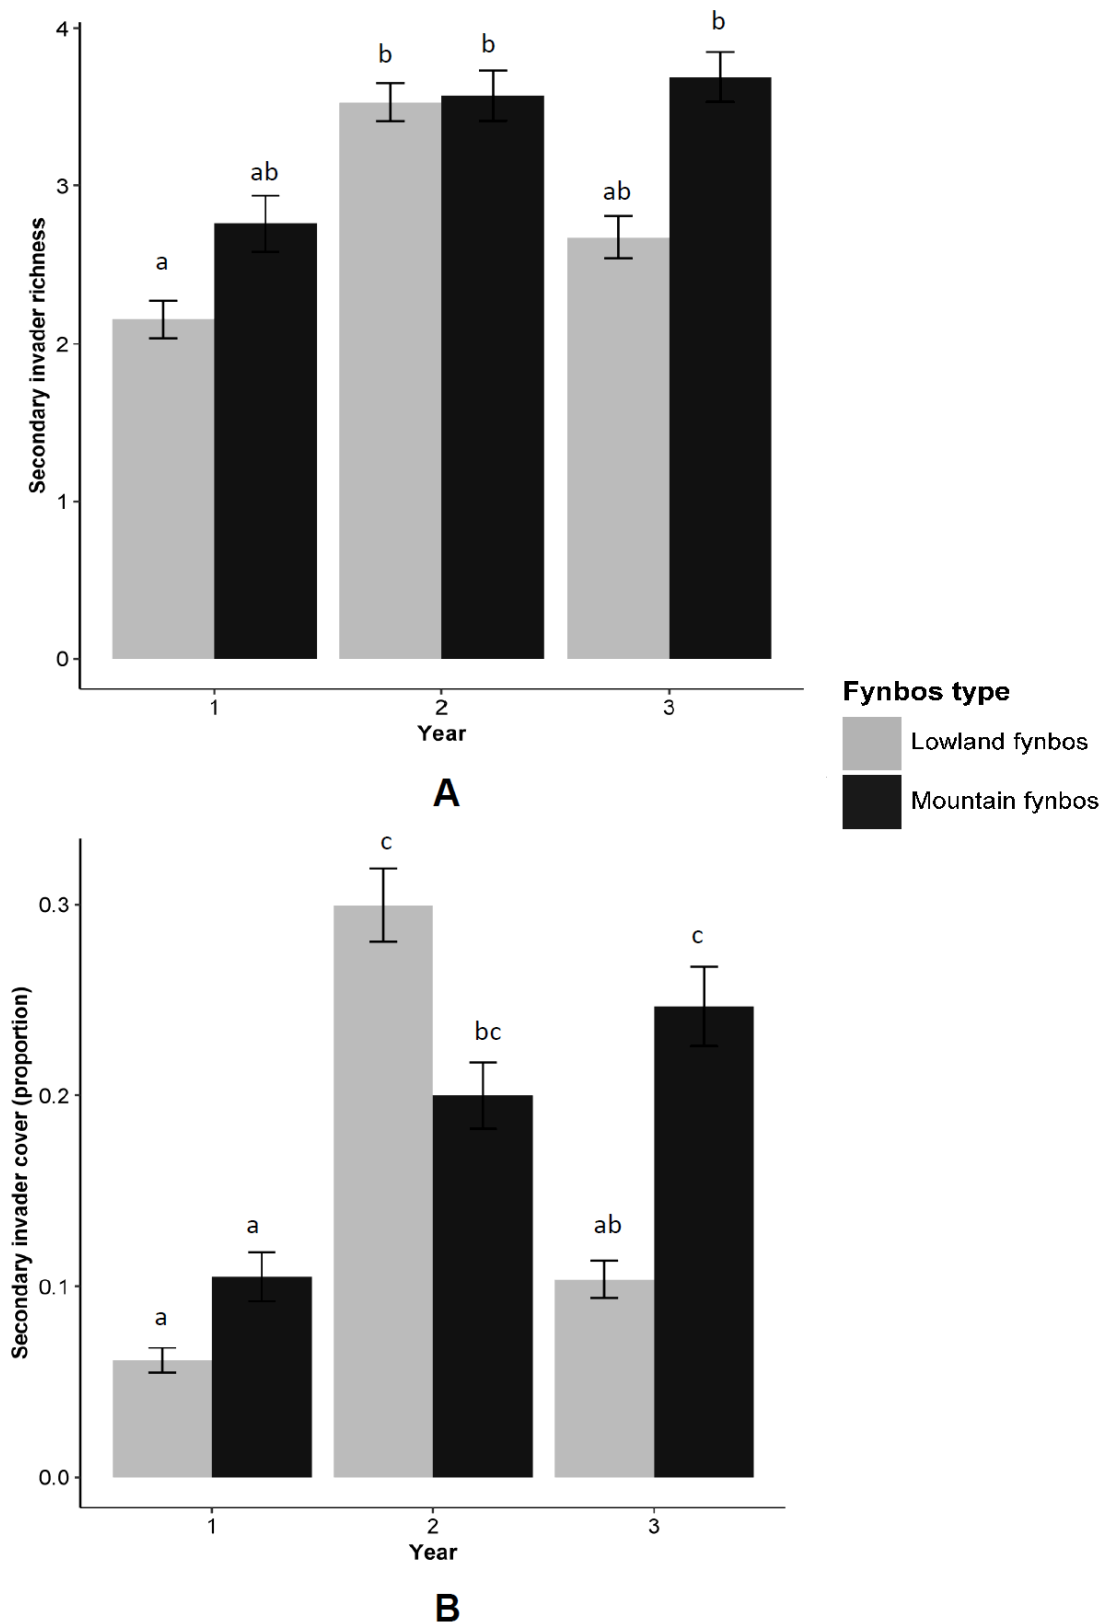 4
3
2
1
0
Secondary invader richness
a
ab
b
b
ab
b
1
2
3
Year
A
Fynbos type
Lowland fynbos
Mountain fynbos
0.3
0.2
0.1
0.0
Secondary invader cover (proportion)
a
a
c
bc
ab
c
1
2
3
Year
B